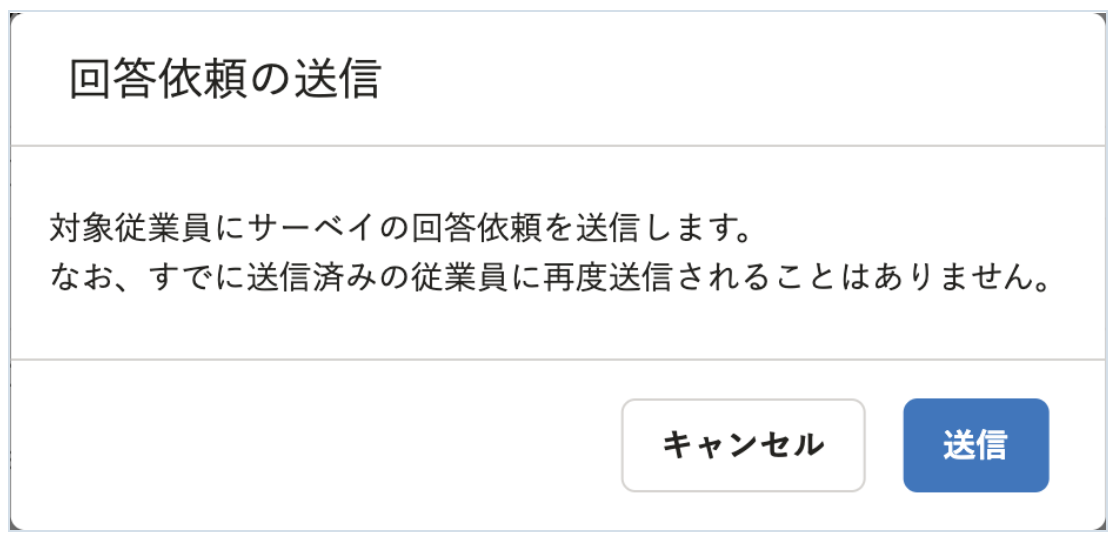 回答依頼の送信
対象従業員にサーベイの回答依頼を送信します。
なお、すでに送信済みの従業員に再度送信されることはありません。
キャンセル
送信